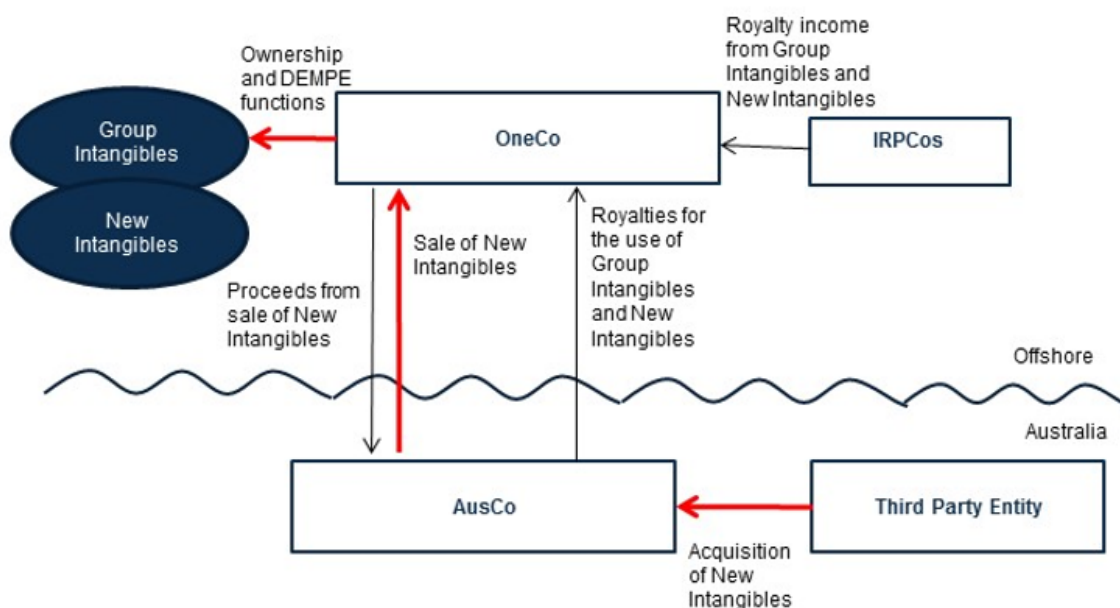 Ownership
and DEMPE
functions
Royalty income
from Group
Intangibles and
New Intangibles
Group
Intangibles
OneCo
IRPCos
New
Intangibles
Proceeds from
sale of New
Intangibles
Sale of New
Intangibles
Royalties for
the use of
Group
Intangibles
and New
Intangibles
Offshore
Australia
AusCo
Third Party Entity
Acquisition
of New
Intangibles